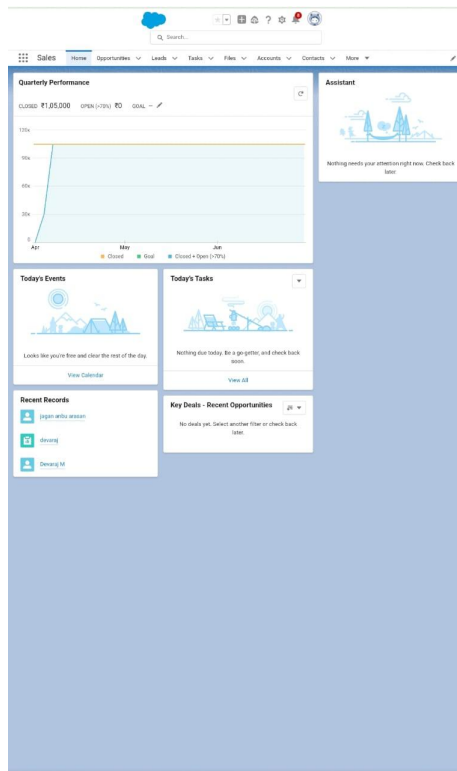 Search...
Sales Home Opportunities Leads Tasks Files Accounts Contacts More
Quarterly Performance
CLOSED ₹1,05,000 OPEN (>70%) ₹0 GOAL --
120k
90k
60k
30k
0
Apr May Jun
Closed Goal Closed + Open (>70%)
Assistant
Nothing needs your attention right now. Check back
later.
Today's Events
Looks like you're free and clear the rest of the day.
View Calendar
Today's Tasks
Nothing due today. Be a go-getter, and check back
soon.
View All
Recent Records
jagan anbu arasan
devaraj
Devaraj M
Key Deals - Recent Opportunities
No deals yet. Select another filter or check back
later.